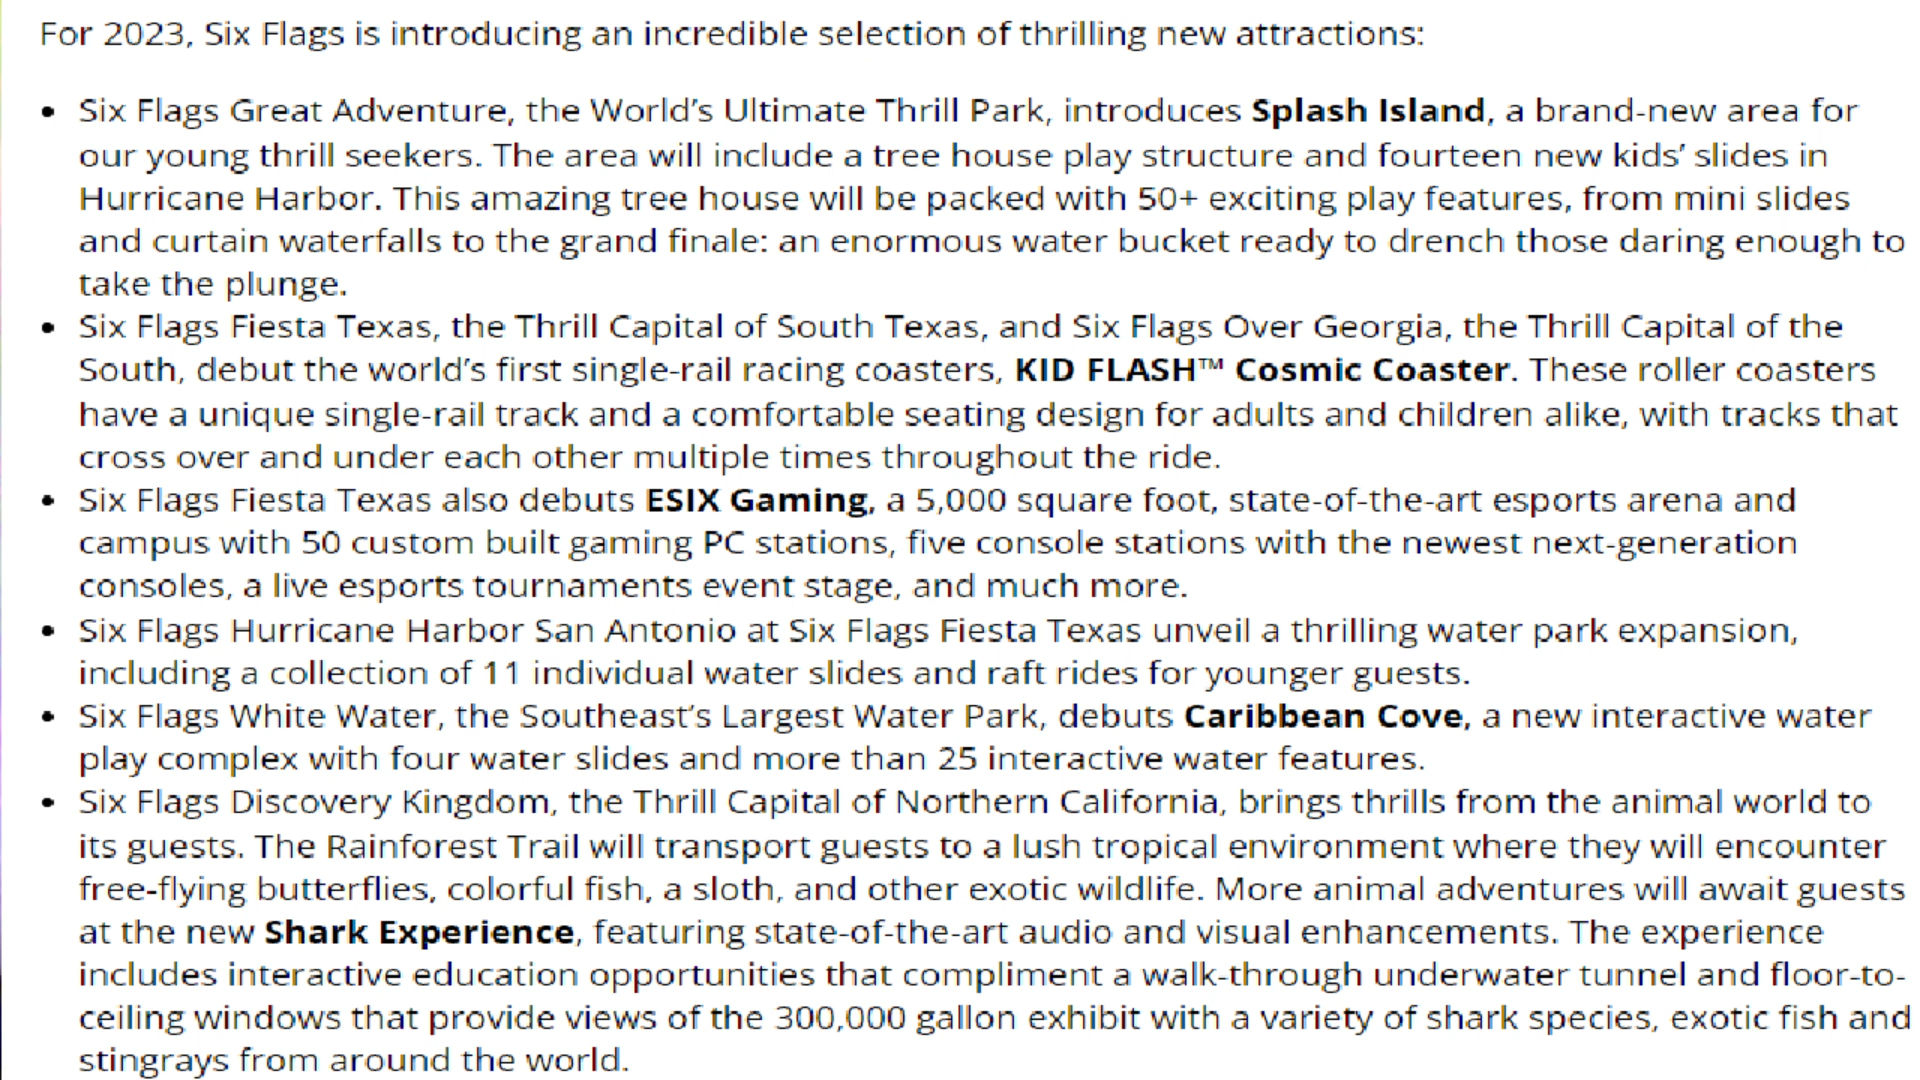 For 2023, Six Flags is introducing an incredible selection of thrilling new attractions:
• Six Flags Great Adventure, the World’s Ultimate Thrill Park, introduces Splash Island, a brand-new area for
our young thrill seekers. The area will include a tree house play structure and fourteen new kids’ slides in
Hurricane Harbor. This amazing tree house will be packed with 50+ exciting play features, from mini slides
and curtain waterfalls to the grand finale: an enormous water bucket ready to drench those daring enough to
take the plunge.
• Six Flags Fiesta Texas, the Thrill Capital of South Texas, and Six Flags Over Georgia, the Thrill Capital of the
South, debut the world’s first single-rail racing coasters, KID FLASH™ Cosmic Coaster. These roller coasters
have a unique single-rail track and a comfortable seating design for adults and children alike, with tracks that
cross over and under each other multiple times throughout the ride.
• Six Flags Fiesta Texas also debuts ESIX Gaming, a 5,000 square foot, state-of-the-art esports arena and
campus with 50 custom built gaming PC stations, five console stations with the newest next-generation
consoles, a live esports tournaments event stage, and much more.
• Six Flags Hurricane Harbor San Antonio at Six Flags Fiesta Texas unveil a thrilling water park expansion,
including a collection of 11 individual water slides and raft rides for younger guests.
• Six Flags White Water, the Southeast’s Largest Water Park, debuts Caribbean Cove, a new interactive water
play complex with four water slides and more than 25 interactive water features.
• Six Flags Discovery Kingdom, the Thrill Capital of Northern California, brings thrills from the animal world to
its guests. The Rainforest Trail will transport guests to a lush tropical environment where they will encounter
free-flying butterflies, colorful fish, a sloth, and other exotic wildlife. More animal adventures will await guests
at the new Shark Experience, featuring state-of-the-art audio and visual enhancements. The experience
includes interactive education opportunities that compliment a walk-through underwater tunnel and floor-to-
ceiling windows that provide views of the 300,000 gallon exhibit with a variety of shark species, exotic fish and
stingrays from around the world.